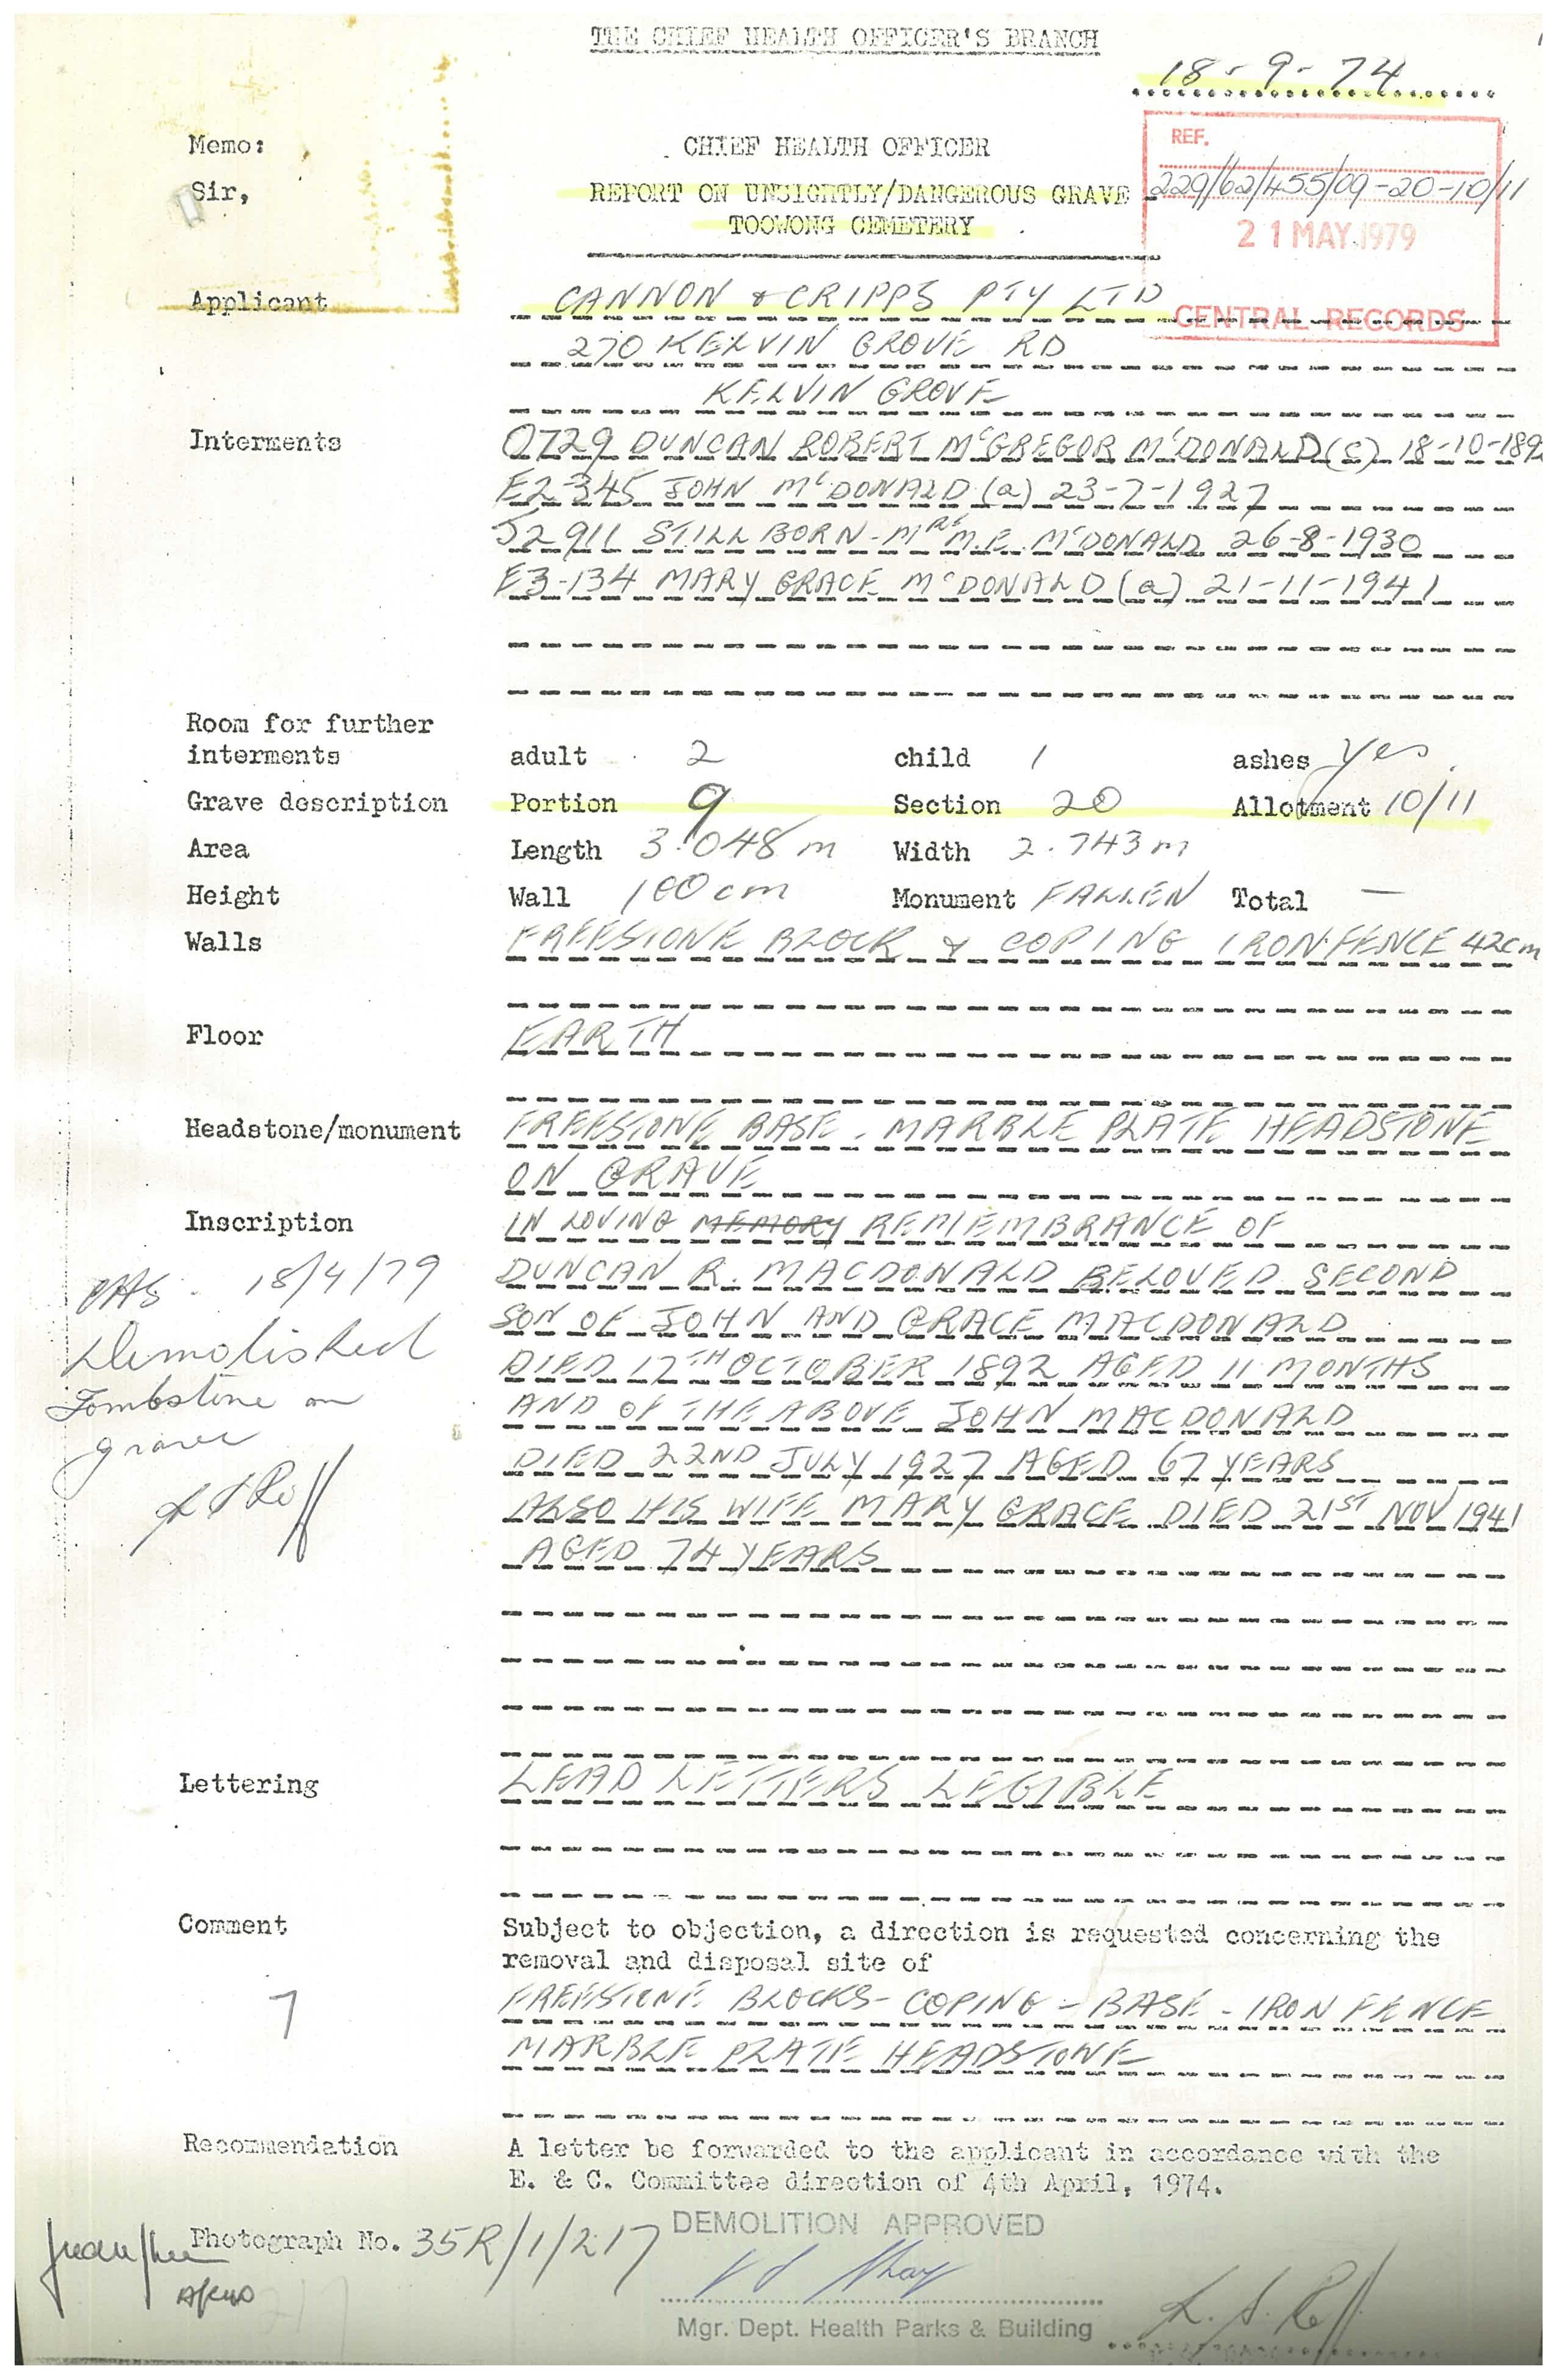 THE CHIEF HEALTH OFFICER'S BRANCH
18-9-74
Memo:
CHIEF HEALTH OFFICER
REF.
Sir,
REPORT ON UNSIGHTLY/DANGEROUS GRAVE
229/62/455/09-20-10/11
TOOWONG CEMETERY
21 MAY 1979
Applicant
CANNON & CRIPPS PTY LTD
CENTRAL RECORDS
270 KELVIN GROVE RD
KELVIN GROVE
Interments
0729 DUNCAN ROBERT McGREGOR McDONALD (c) 18-10-189
E2-345 JOHN McDONALD (a) 23-7-1927
J2911 STILL BORN - MRS M.E. McDONALD 26-8-1930
E3-134 MARY GRACE McDONALD (a) 21-11-1941
Room for further
interments adult 2 child 1 ashes yes
Grave description Portion 9 Section 20 Allotment 10/11
Area Length 3.048 m Width 2.743 m
Height Wall 100 cm Monument FALLEN Total —
Walls FREESTONE BLOCK & COPING IRON FENCE 42cm
Floor EARTH
Headstone/monument FREESTONE BASE. MARBLE PLATE HEADSTONE
ON GRAVE
Inscription IN LOVING MEMORY REMEMBRANCE OF
DUNCAN R. MACDONALD BELOVED SECOND
SON OF JOHN AND GRACE MACDONALD
DIED 17TH OCTOBER 1892 AGED 11 MONTHS
AND OF THE ABOVE JOHN MACDONALD
DIED 22ND JULY 1927 AGED 67 YEARS
ALSO HIS WIFE MARY GRACE DIED 21ST NOV 1941
AGED 74 YEARS
18/4/79
Demolished
Tombstone on
grave
Lettering LEAD LETTERS LEGIBLE
Comment Subject to objection, a direction is requested concerning the
removal and disposal site of
7
FREESTONE BLOCKS - COPING - BASE - IRON FENCE
MARBLE PLATE HEADSTONE
Recommendation A letter be forwarded to the applicant in accordance with the
E. & C. Committee direction of 4th April, 1974.
Photograph No. 35R/1/217
DEMOLITION APPROVED
Mgr. Dept. Health Parks & Building